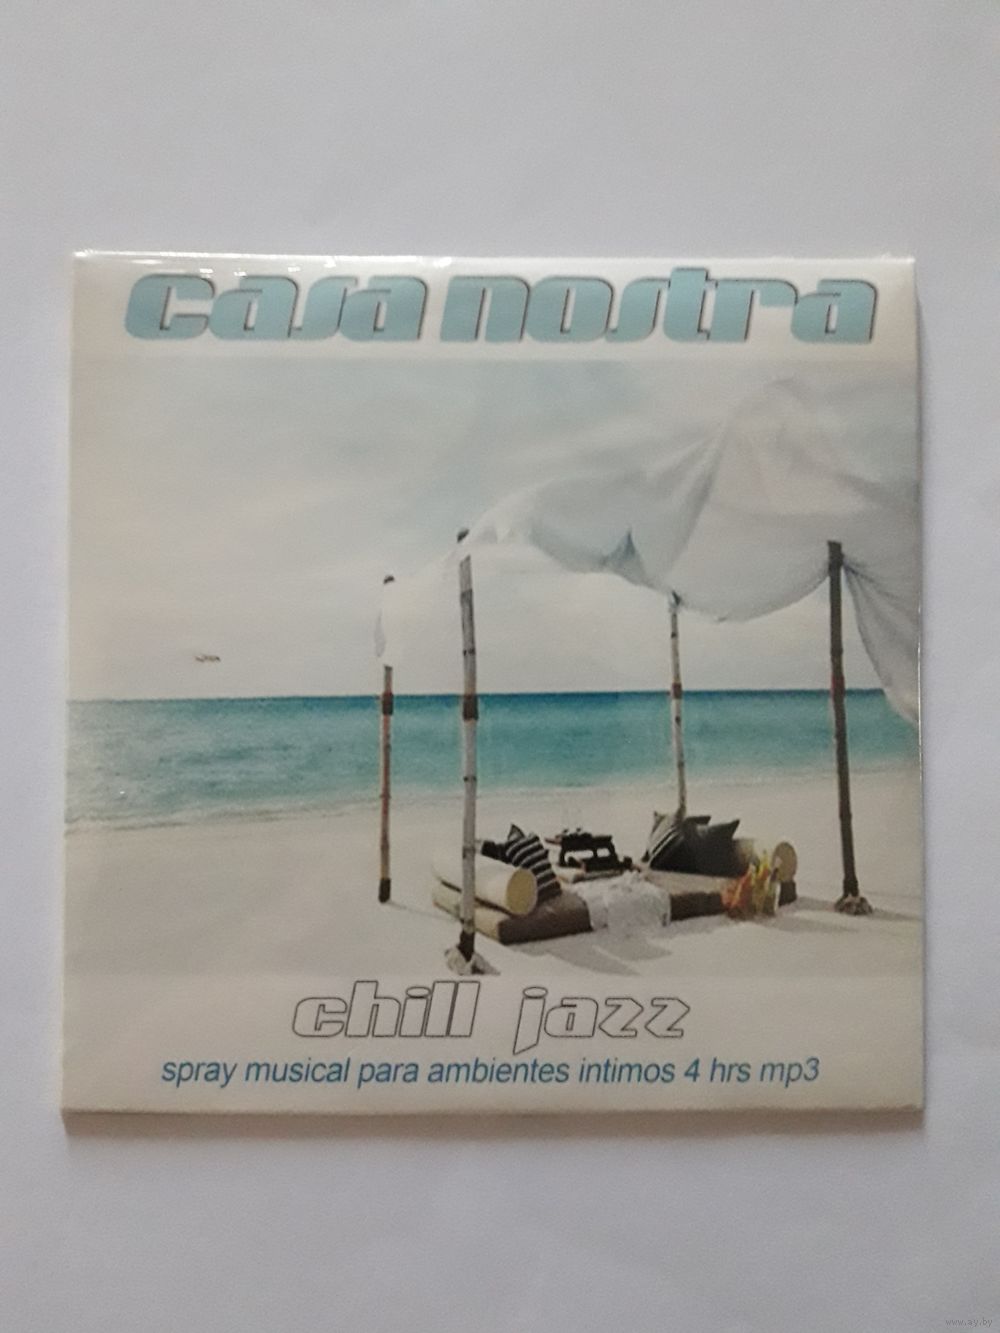 casa nostra
chill jazz
spray musical para ambientes intimos 4 hrs mp3
www.ay.by